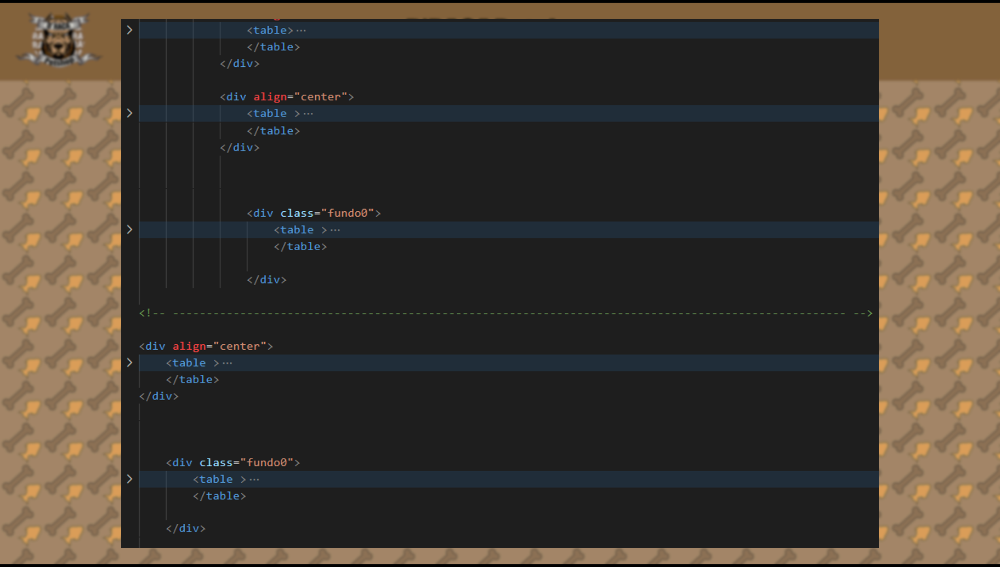 <table>···
</table>
</div>
<div align="center">
<table >···
</table>
</div>
<div class="fundo0">
<table >···
</table>
</div>
<!-- ---------------------------------------------------------------------------------------------------- -->
<div align="center">
<table >···
</table>
</div>
<div class="fundo0">
<table >···
</table>
</div>